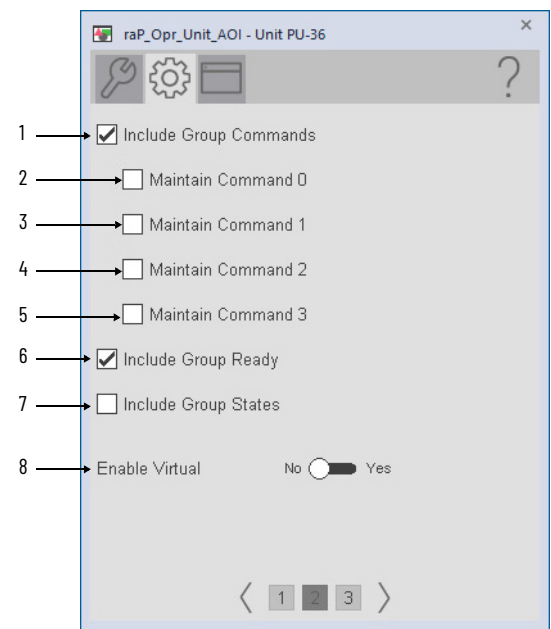 raP_Opr_Unit_AOI - Unit PU-36 ×
?
1 Include Group Commands
2 Maintain Command 0
3 Maintain Command 1
4 Maintain Command 2
5 Maintain Command 3
6 Include Group Ready
7 Include Group States
8 Enable Virtual No Yes
1 2 3